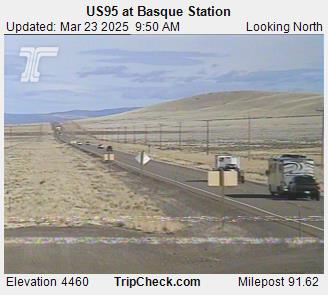 US95 at Basque Station
Updated: Mar 23 2025 9:50 AM Looking North
Elevation 4460 TripCheck.com Milepost 91.62